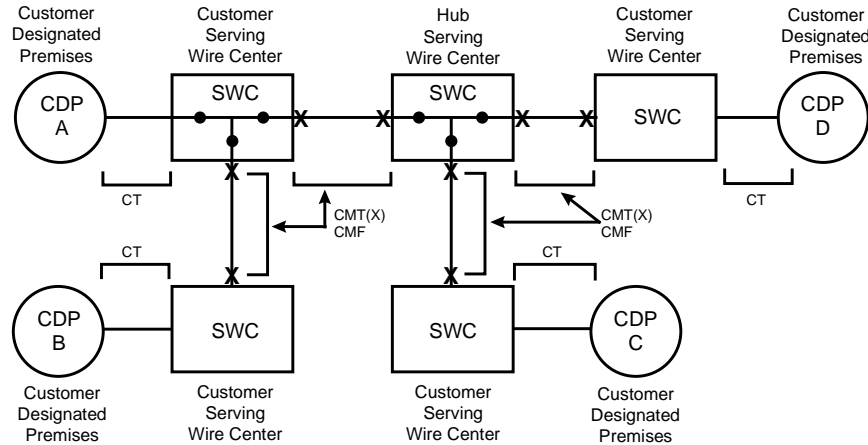 Customer
Designated
Premises
Customer
Serving
Wire Center
Hub
Serving
Wire Center
Customer
Serving
Wire Center
Customer
Designated
Premises
CDP
A
SWC
X
X
SWC
X
X
SWC
CDP
D
X
X
CT
CMT(X)
CMF
CMT(X)
CMF
CT
CT
CT
X
X
CDP
B
SWC
SWC
CDP
C
Customer
Designated
Premises
Customer
Serving
Wire Center
Customer
Serving
Wire Center
Customer
Designated
Premises